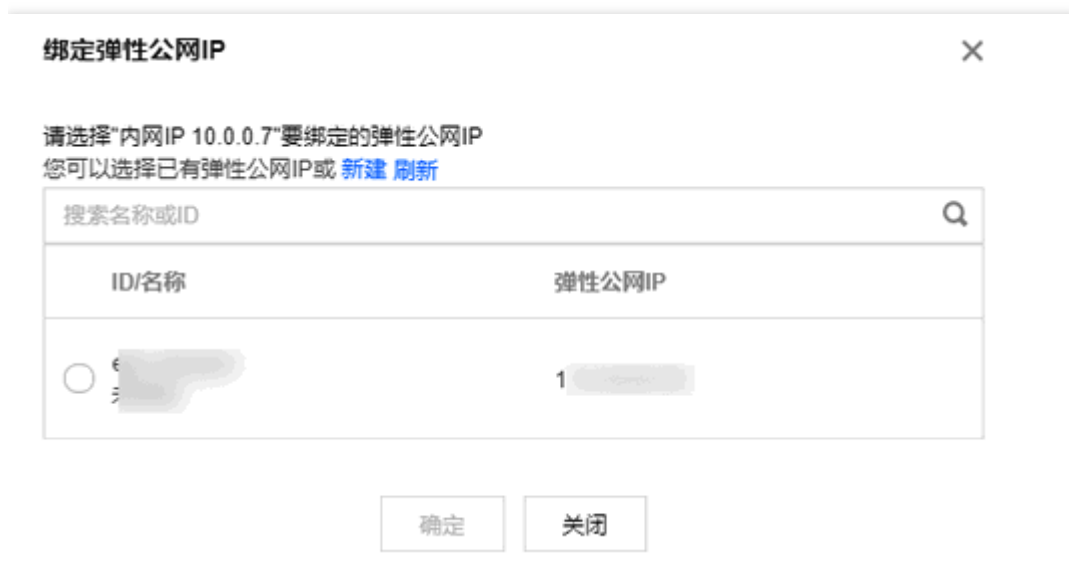 绑定弹性公网IP
请选择"内网IP 10.0.0.7"要绑定的弹性公网IP
您可以选择已有弹性公网IP或 新建 刷新
搜索名称或ID
ID/名称 弹性公网IP
e 1
确定 关闭